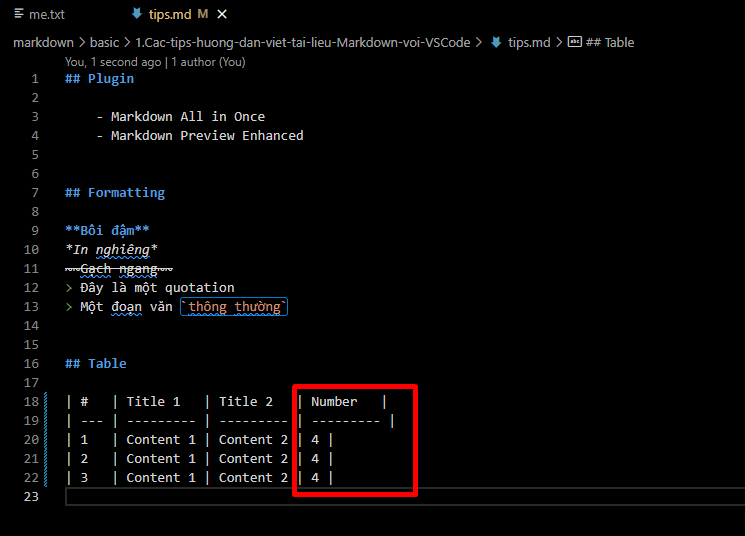 me.txt
tips.md M
markdown > basic > 1.Cac-tips-huong-dan-viet-tai-lieu-Markdown-voi-VSCode > tips.md > ## Table
You, 1 second ago | 1 author (You)
1 ## Plugin
2
3     - Markdown All in Once
4     - Markdown Preview Enhanced
5
6
7 ## Formatting
8
9 **Bôi đậm**
10 *In nghiêng*
11 ~~Gạch ngang~~
12 > Đây là một quotation
13 > Một đoạn văn `thông thường`
14
15
16 ## Table
17
18 | #   | Title 1   | Title 2   | Number   |
19 | --- | --------- | --------- | --------- |
20 | 1   | Content 1 | Content 2 | 4 |
21 | 2   | Content 1 | Content 2 | 4 |
22 | 3   | Content 1 | Content 2 | 4 |
23